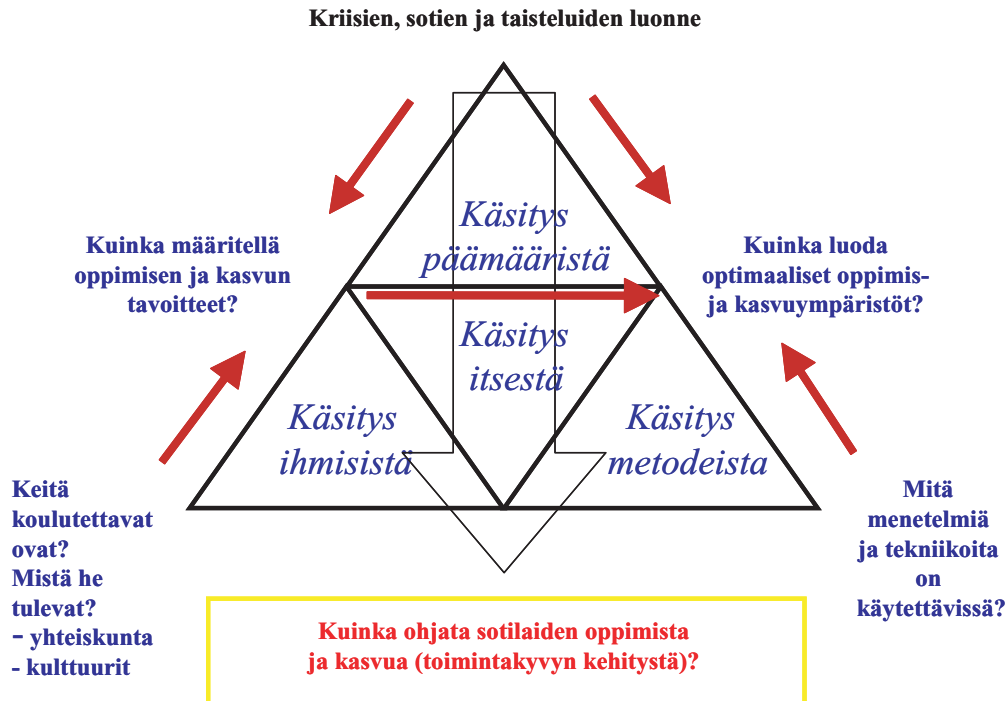 Kriisien, sotien ja taisteluiden luonne
Käsitys
päämääristä
Kuinka määritellä
oppimisen ja kasvun
tavoitteet?
Kuinka luoda
optimaaliset oppimis-
ja kasvuympäristöt?
Käsitys
itsestä
Käsitys
ihmisistä
Käsitys
metodeista
Keitä
koulutettavat
ovat?
Mistä he
tulevat?
– yhteiskunta
- kulttuurit
Mitä
menetelmiä
ja tekniikoita
on
käytettävissä?
Kuinka ohjata sotilaiden oppimista
ja kasvua (toimintakyvyn kehitystä)?